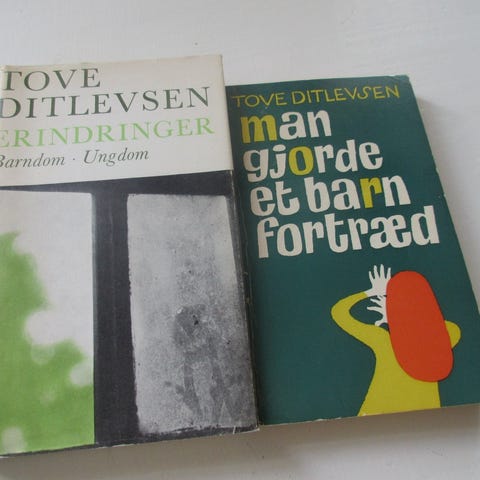 TOVE
DITLEVSEN
ERINDRINGER
Barndom · Ungdom
TOVE DITLEVSEN
man
gjorde
et barn
fortræd